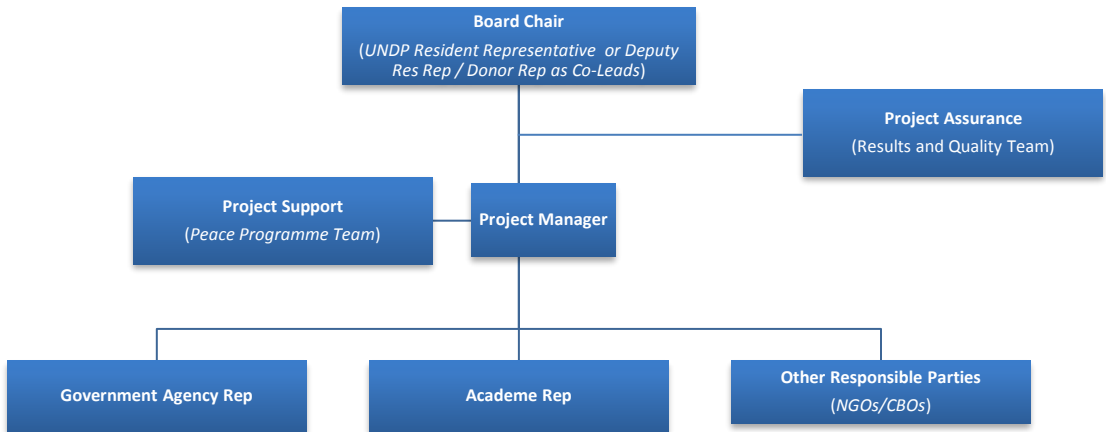 Board Chair
(UNDP Resident Representative or Deputy
Res Rep / Donor Rep as Co-Leads)
Project Assurance
(Results and Quality Team)
Project Support
(Peace Programme Team)
Project Manager
Government Agency Rep
Academe Rep
Other Responsible Parties
(NGOs/CBOs)